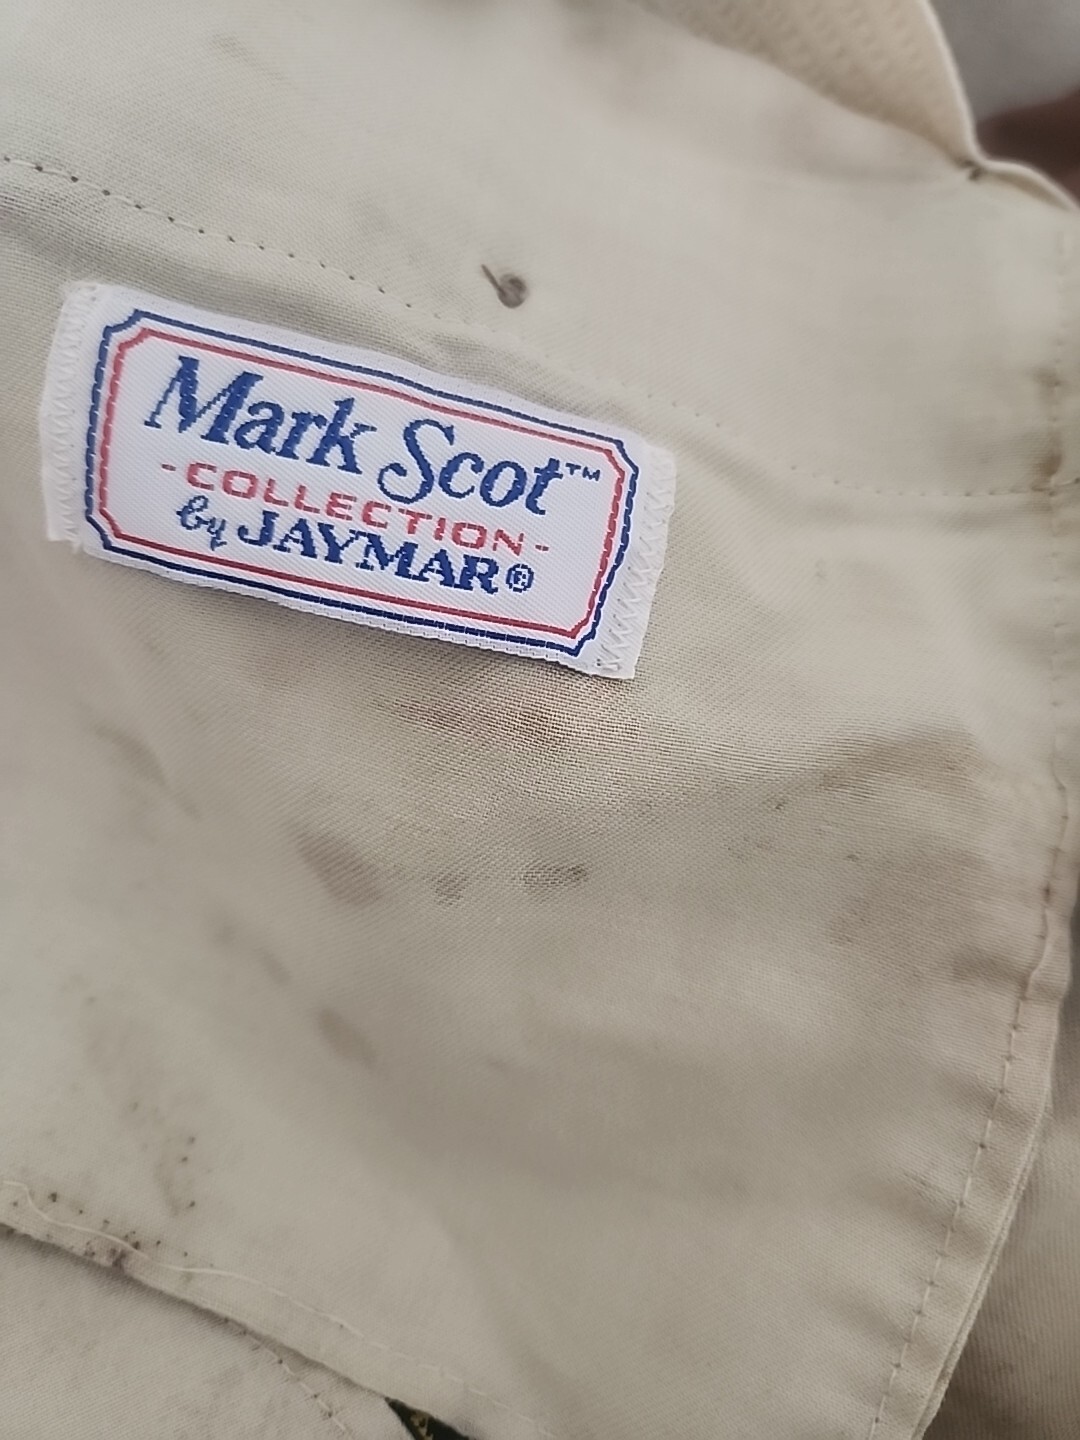 Mark Scot™
-COLLECTION-
by JAYMAR®